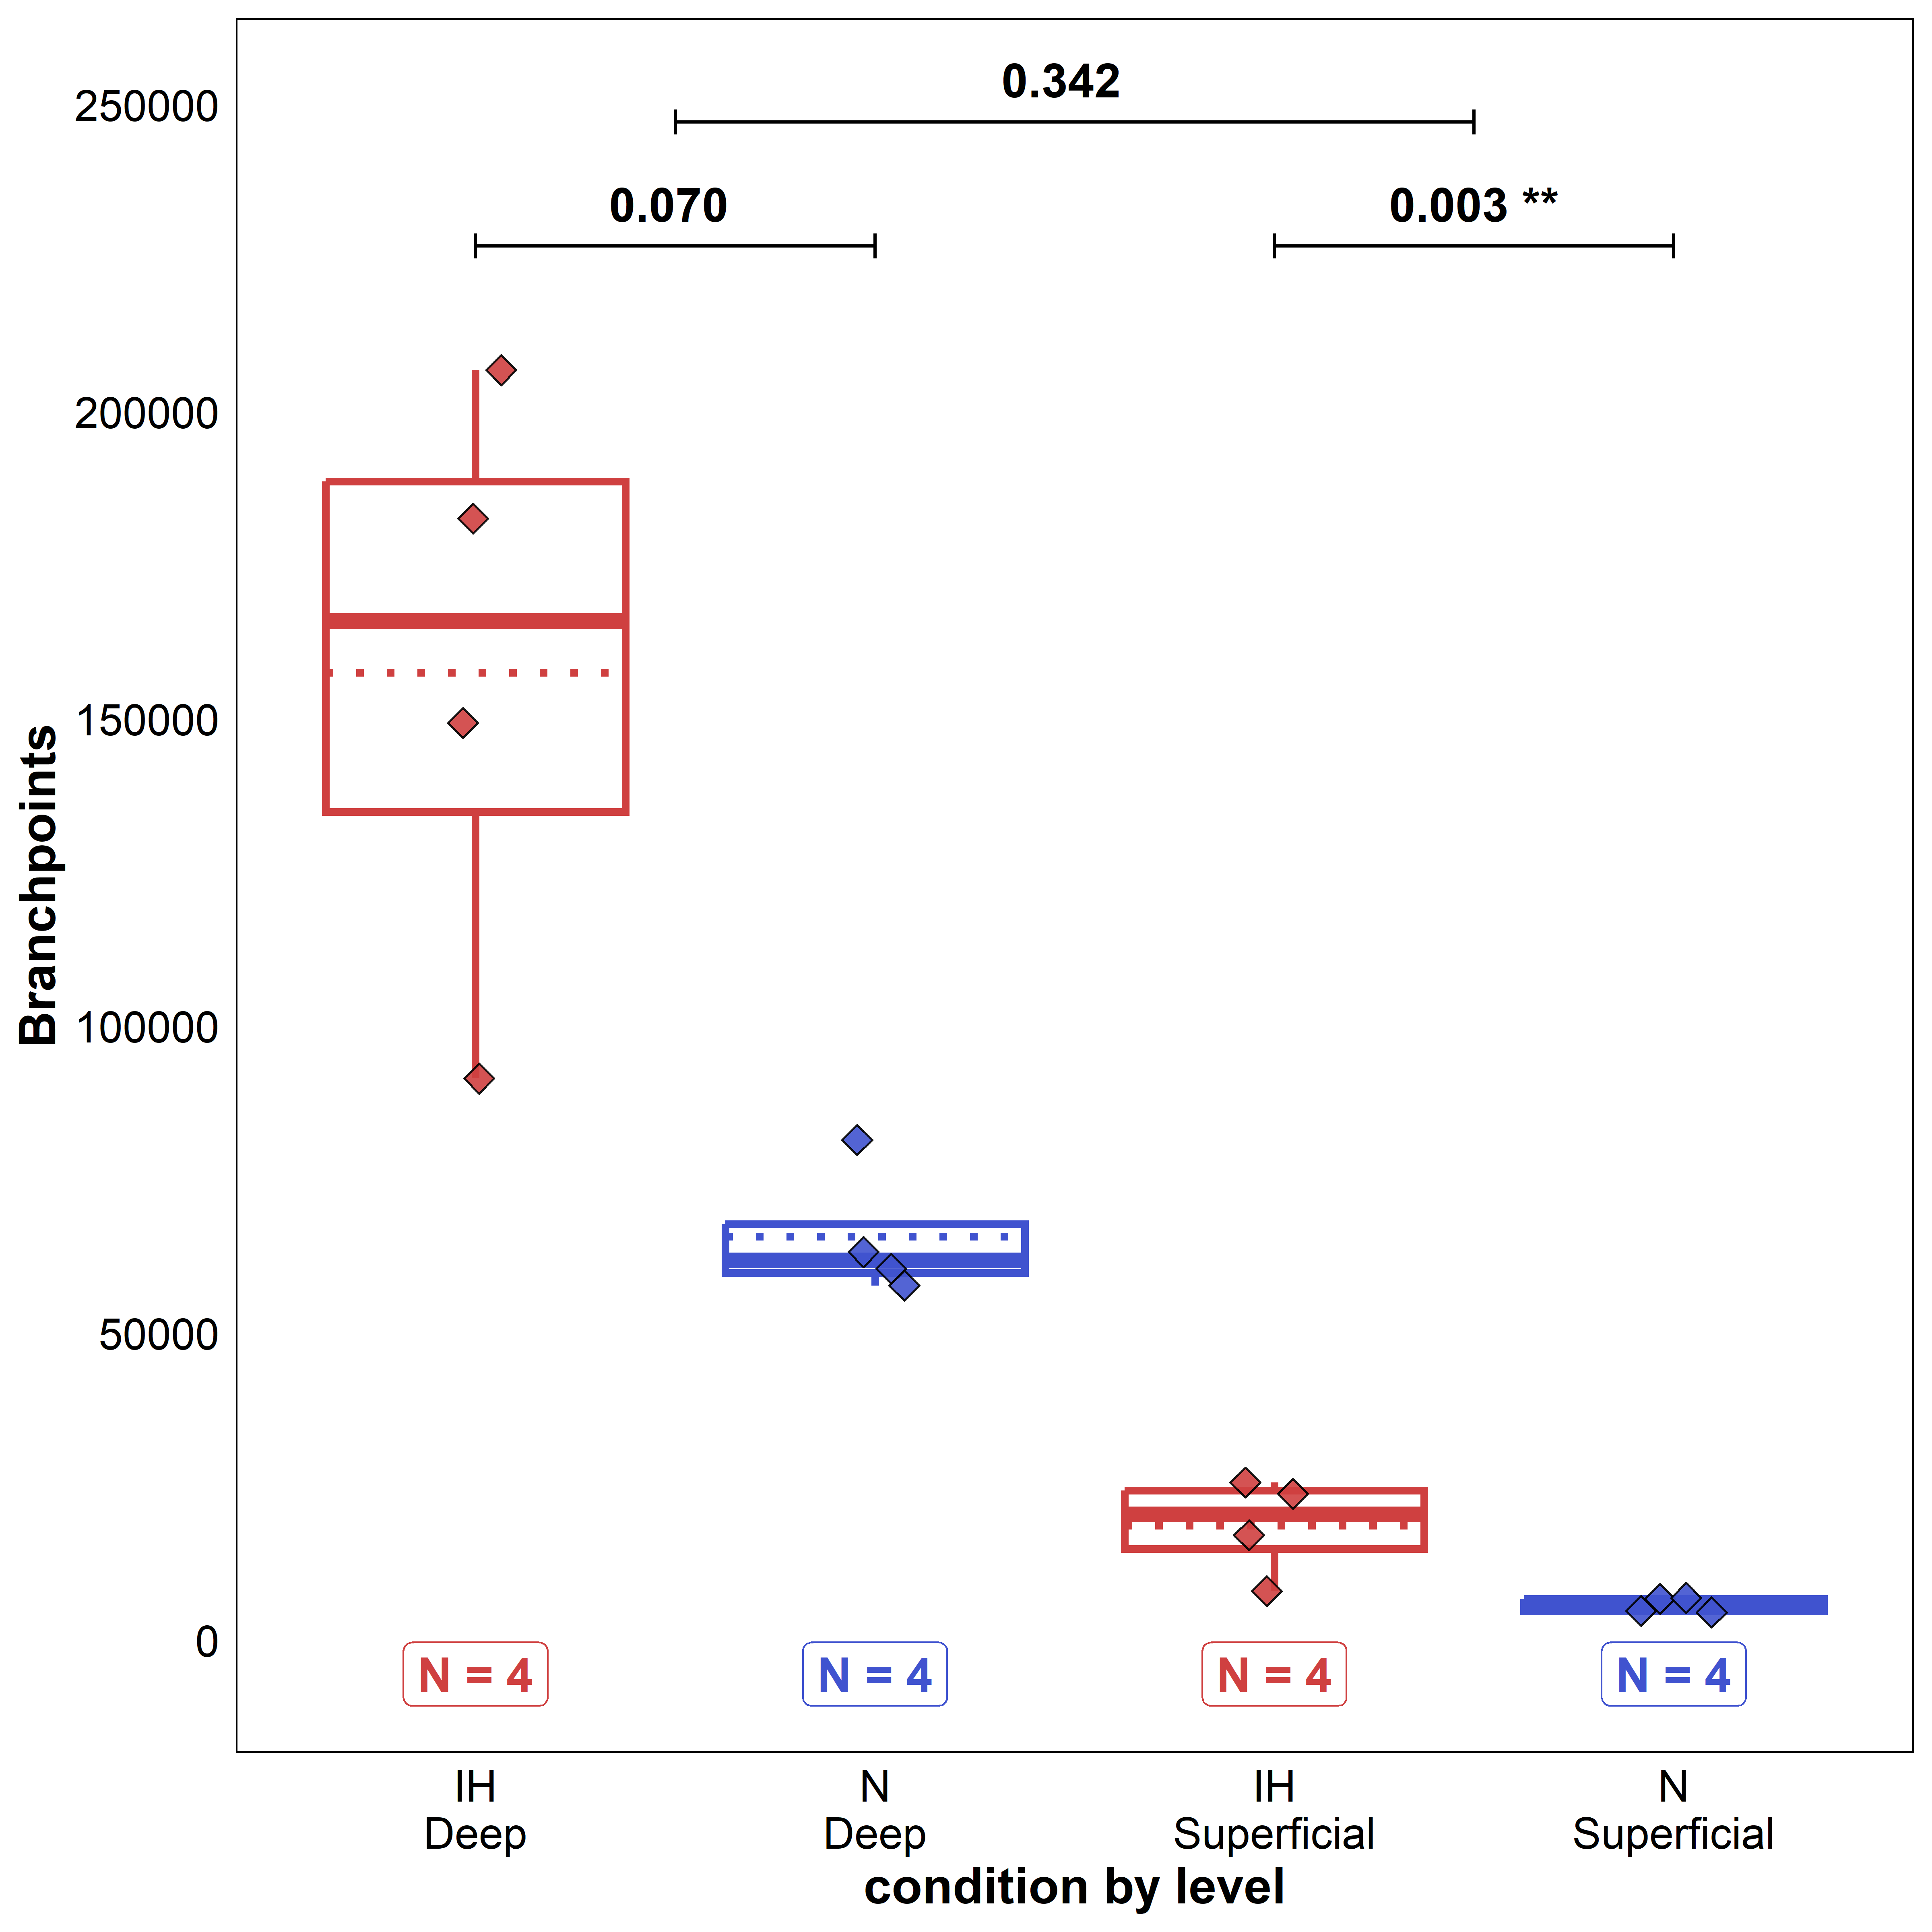 0.342
0.070
0.003 **
250000
200000
150000
100000
50000
0
Branchpoints
N = 4
N = 4
N = 4
N = 4
IH
Deep
N
Deep
IH
Superficial
N
Superficial
condition by level